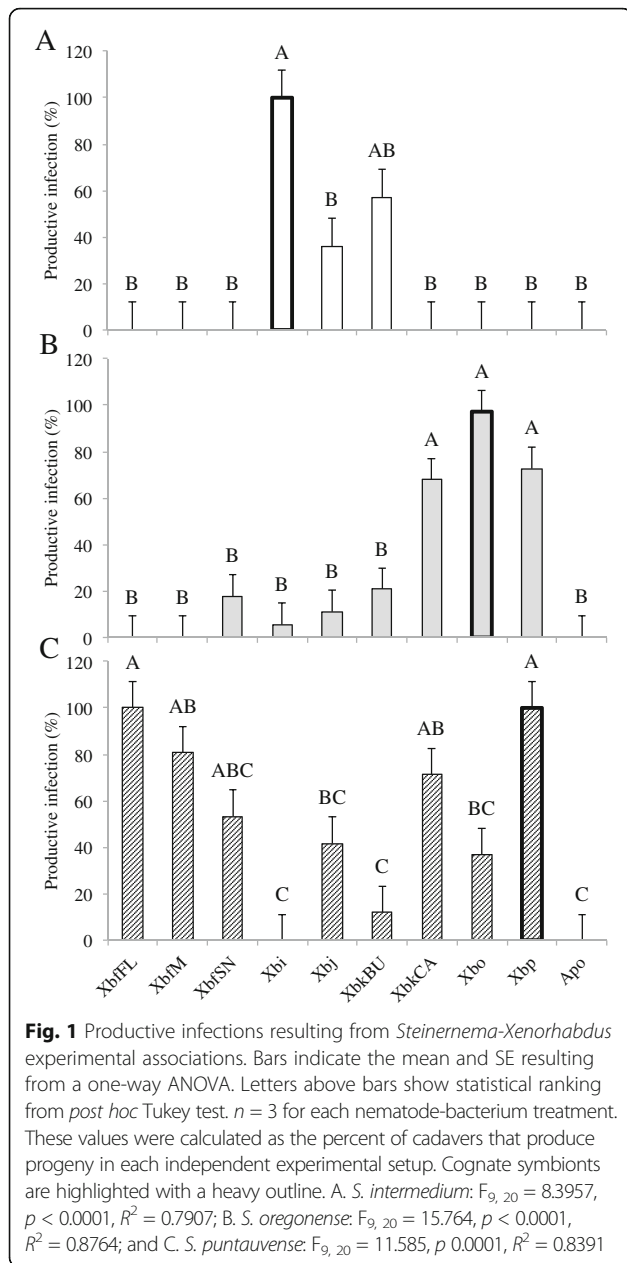 A
Productive infection (%)
120
100
80
60
40
20
0
B B B A B AB B B B B
B
Productive infection (%)
120
100
80
60
40
20
0
B B B B B B A A A B
C
Productive infection (%)
120
100
80
60
40
20
0
A AB ABC C BC C AB BC A C
XbfFL XbfM XbfSN Xbi Xbj XbkBU XbkCA Xbo Xbp Apo
Fig. 1 Productive infections resulting from Steinernema-Xenorhabdus
experimental associations. Bars indicate the mean and SE resulting
from a one-way ANOVA. Letters above bars show statistical ranking
from post hoc Tukey test. n = 3 for each nematode-bacterium treatment.
These values were calculated as the percent of cadavers that produce
progeny in each independent experimental setup. Cognate symbionts
are highlighted with a heavy outline. A. S. intermedium: F9, 20 = 8.3957,
p < 0.0001, R² = 0.7907; B. S. oregonense: F9, 20 = 15.764, p < 0.0001,
R² = 0.8764; and C. S. puntauvense: F9, 20 = 11.585, p 0.0001, R² = 0.8391